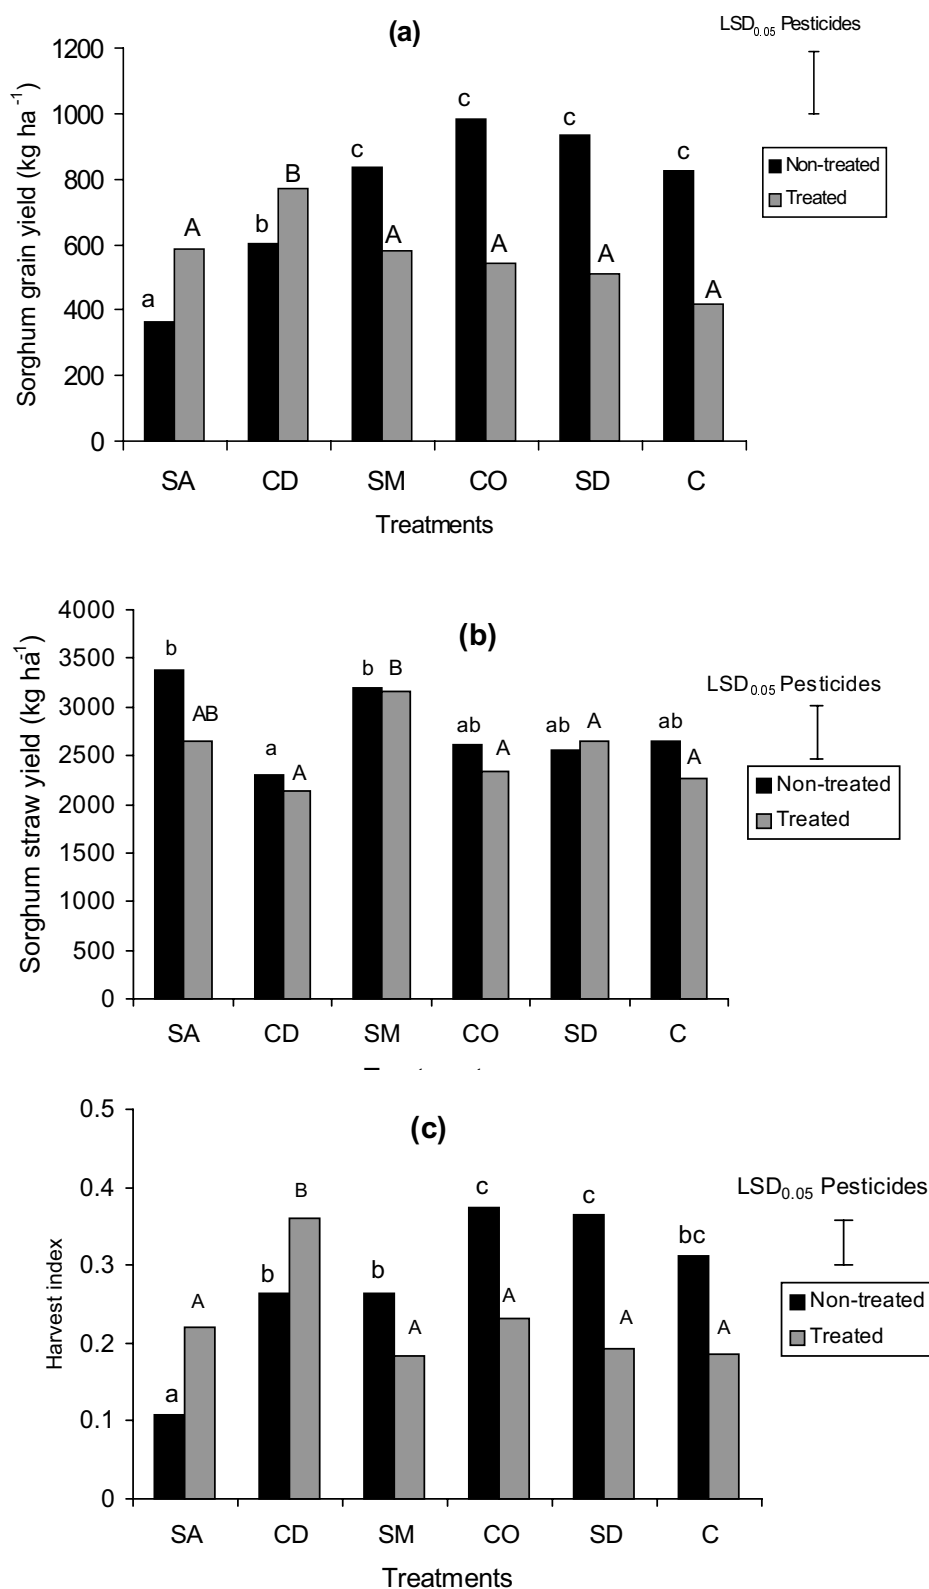 (a)
LSD0.05 Pesticides
Sorghum grain yield (kg ha -1)
1200
1000
800
600
400
200
0
a
A
b
B
c
A
c
A
c
A
c
A
Non-treated
Treated
SA CD SM CO SD C
Treatments
(b)
LSD0.05 Pesticides
Sorghum straw yield (kg ha-1)
4000
3500
3000
2500
2000
1500
1000
500
0
b
AB
a
A
b
B
ab
A
ab
A
ab
A
Non-treated
Treated
SA CD SM CO SD C
(c)
LSD0.05 Pesticides
Harvest index
0.5
0.4
0.3
0.2
0.1
0
a
A
b
B
b
A
c
A
c
A
bc
A
Non-treated
Treated
SA CD SM CO SD C
Treatments